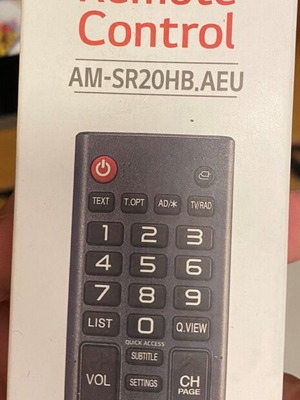 Remote
Control
AM-SR20HB.AEU
TEXT T.OPT AD/* TV/RAD
1 2 3
4 5 6
7 8 9
LIST 0 Q.VIEW
QUICK ACCESS
SUBTITLE
VOL SETTINGS CH
PAGE